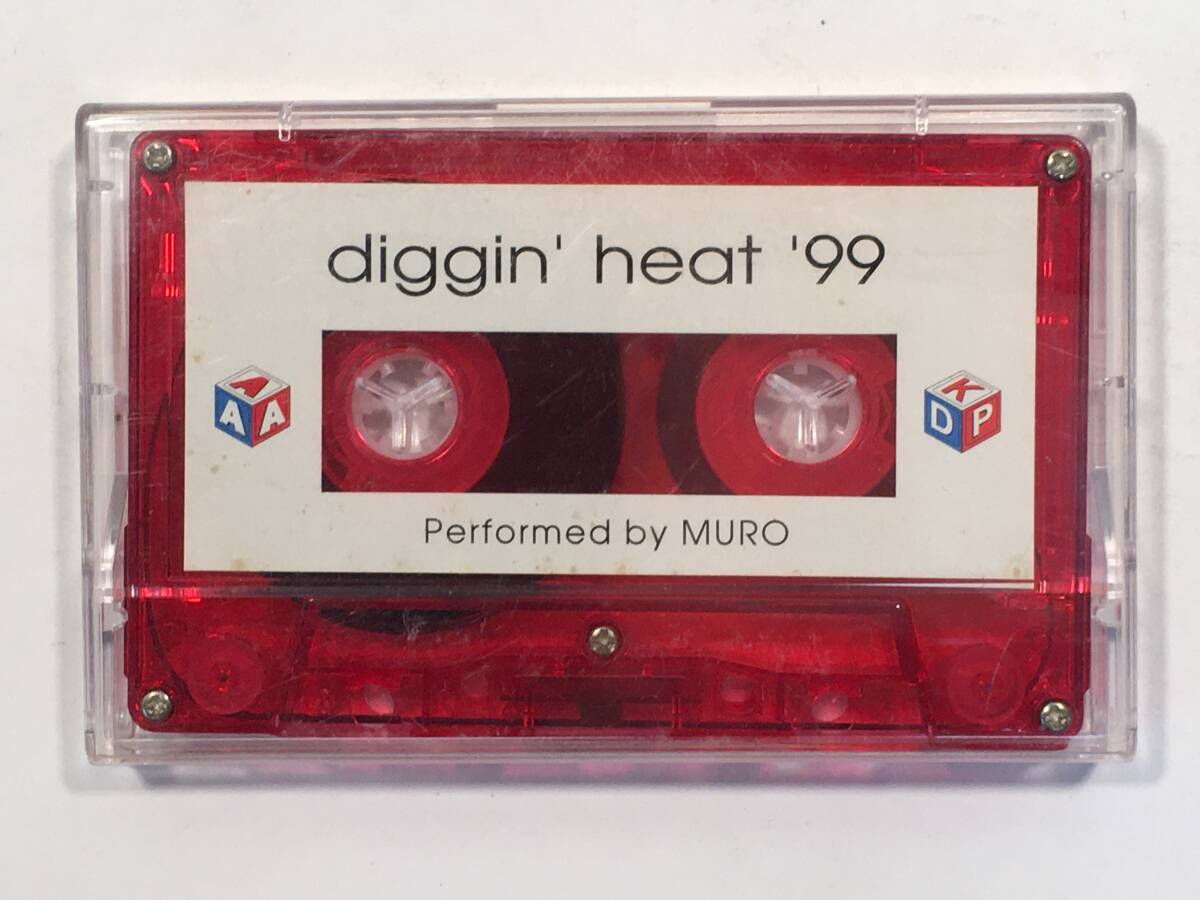 diggin' heat '99
A
A A
K
D P
Performed by MURO